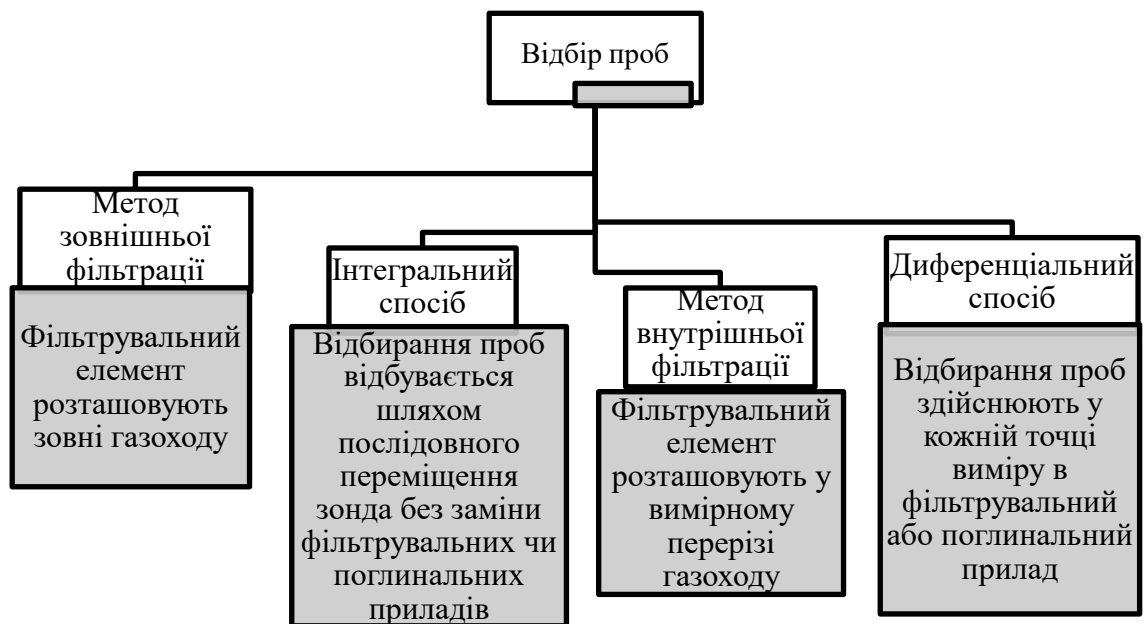 Відбір проб
Метод
зовнішньої
фільтрації
Фільтрувальний
елемент
розташовують
зовні газоходу
Інтегральний
спосіб
Відбирання проб
відбувається
шляхом
послідовного
переміщення
зонда без заміни
фільтрувальних чи
поглинальних
приладів
Метод
внутрішньої
фільтрації
Фільтрувальний
елемент
розташовують у
вимірному
перерізі
газоходу
Диференціальний
спосіб
Відбирання проб
здійснюють у
кожній точці
виміру в
фільтрувальний
або поглинальний
прилад